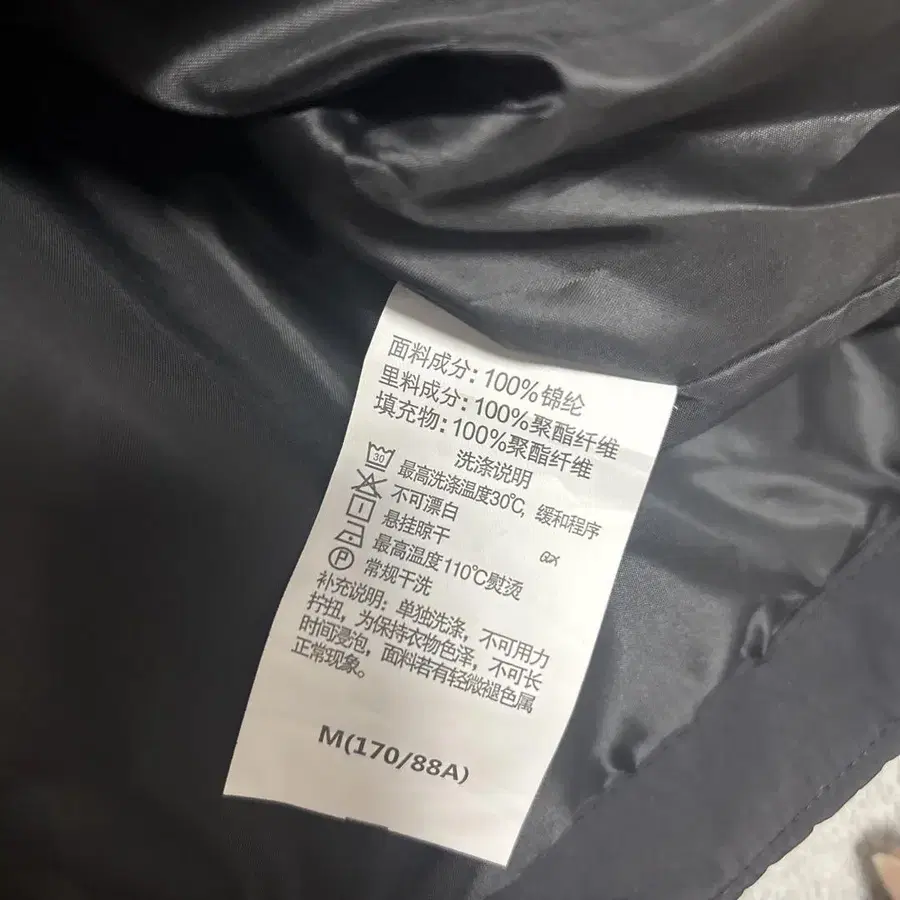 面料成分：100%锦纶
里料成分：100%聚酯纤维
填充物：100%聚酯纤维
洗涤说明
30
最高洗涤温度30℃，缓和程序
不可漂白
悬挂晾干
最高温度110℃熨烫
P
常规干洗
补充说明：单独洗涤，不可用力
拧扭，为保持衣物色泽，不可长
时间浸泡，面料若有轻微褪色属
正常现象。
M(170/88A)